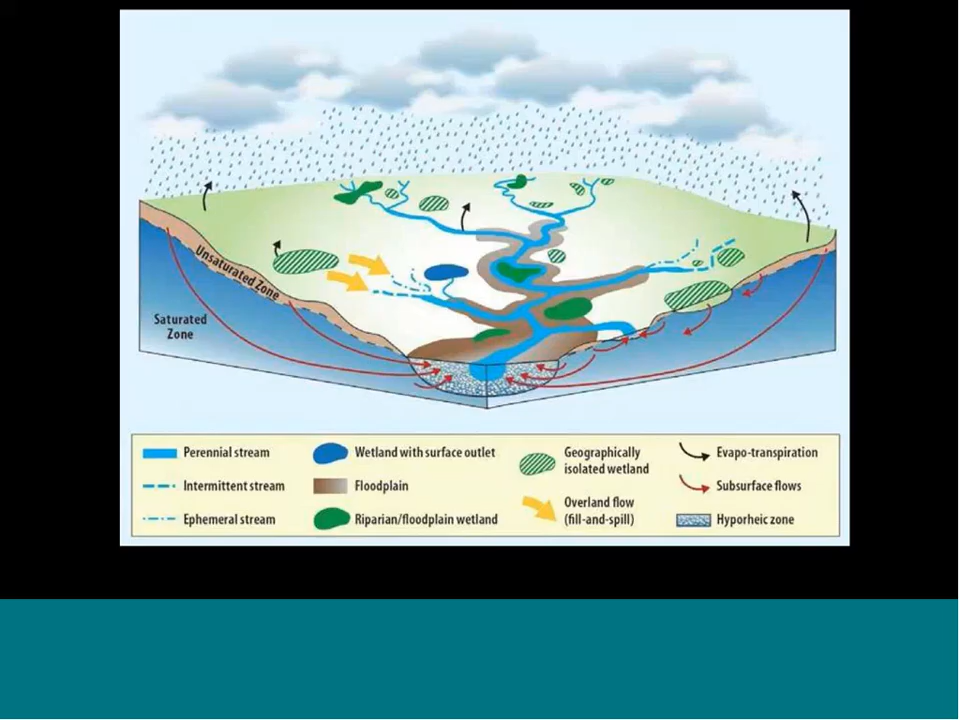 Unsaturated Zone
Saturated
Zone
Perennial stream
Intermittent stream
Ephemeral stream
Wetland with surface outlet
Floodplain
Riparian/floodplain wetland
Geographically
isolated wetland
Overland flow
(fill-and-spill)
Evapo-transpiration
Subsurface flows
Hyporheic zone